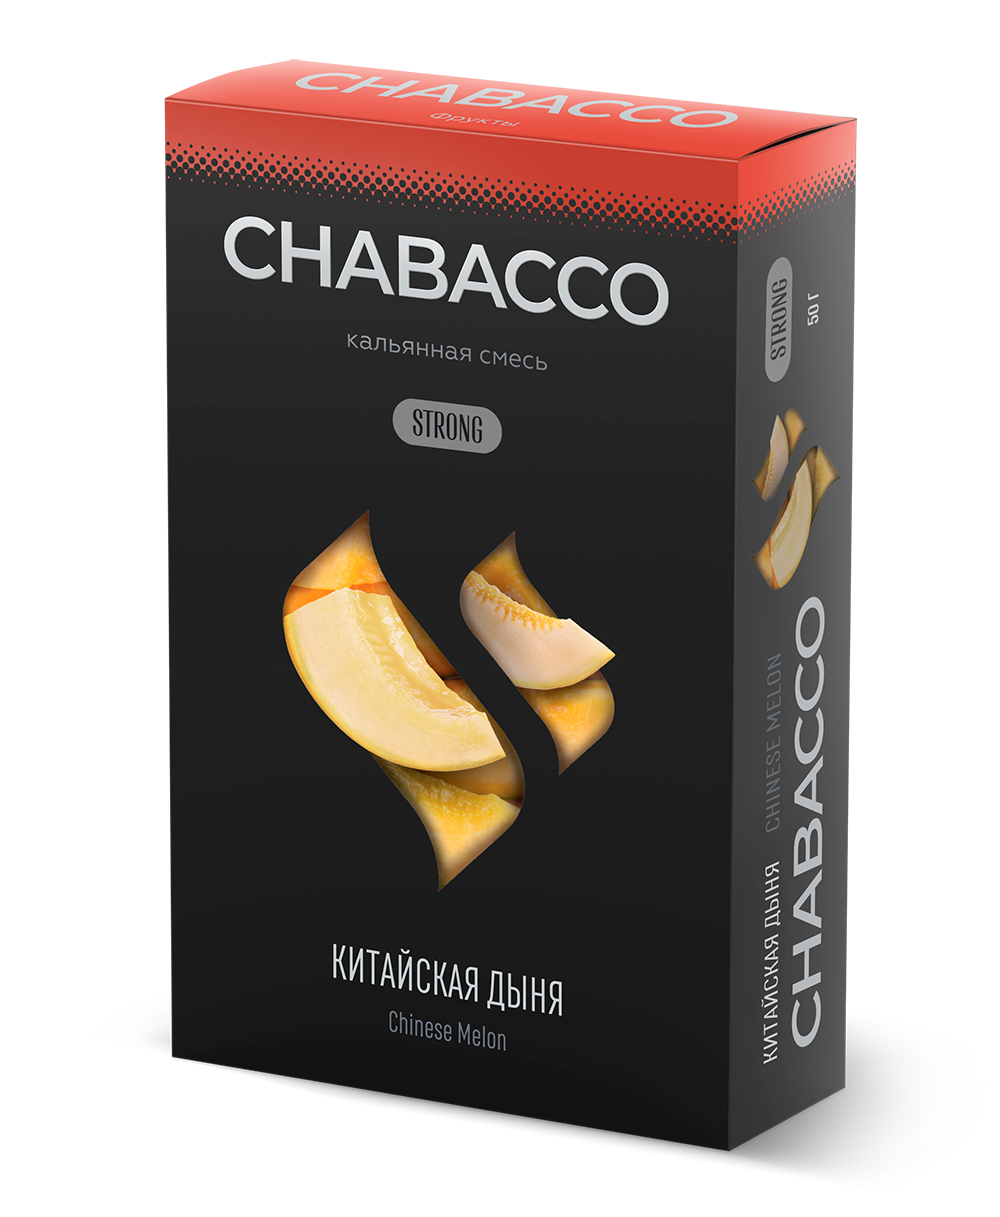 CHABACCO
Фрукты
CHABACCO
кальянная смесь
STRONG
КИТАЙСКАЯ ДЫНЯ
Chinese Melon
STRONG
50 Г
КИТАЙСКАЯ ДЫНЯ CHINESE MELON
CHABACCO